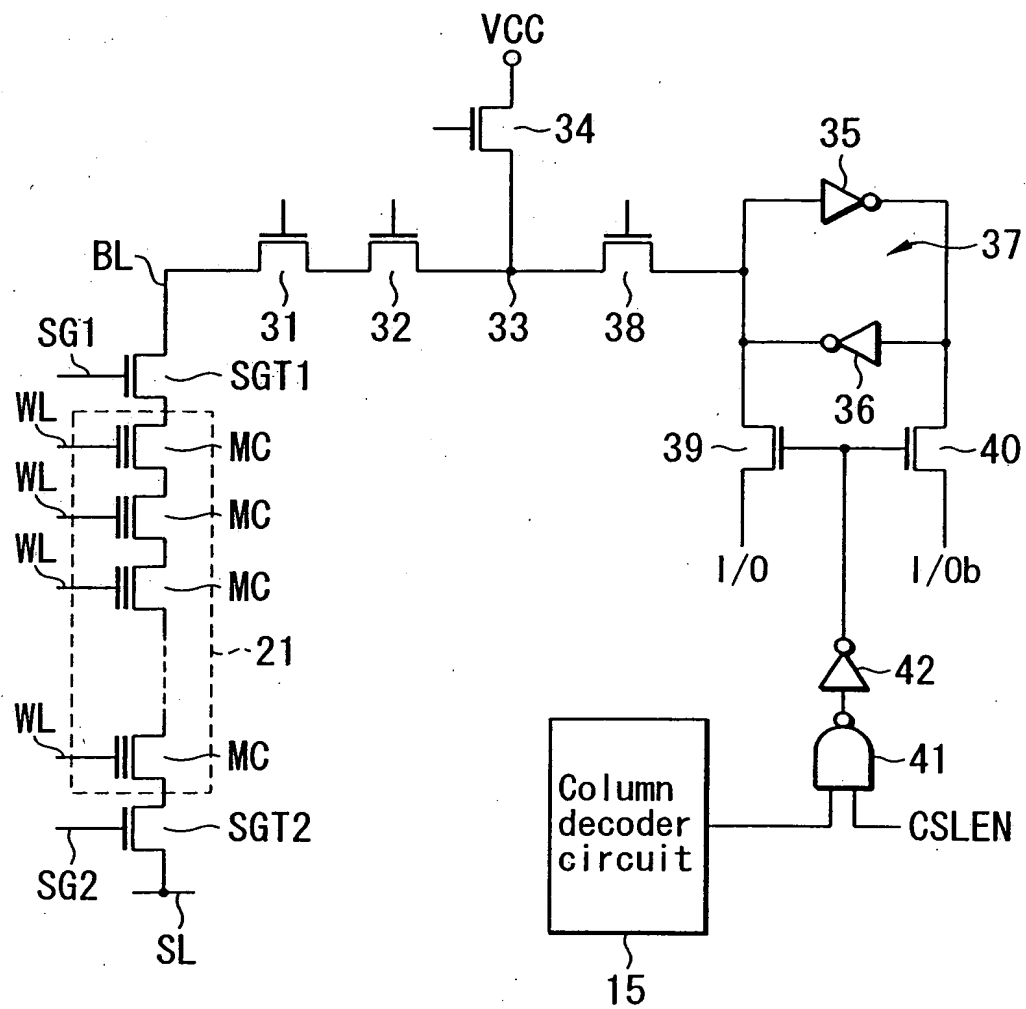 VCC
34
35
37
BL
31
32
33
38
36
SG1
SGT1
WL
MC
39
40
WL
MC
WL
MC
I/O
I/Ob
21
42
WL
MC
41
Column
decoder
circuit
CSLEN
SGT2
SG2
SL
15